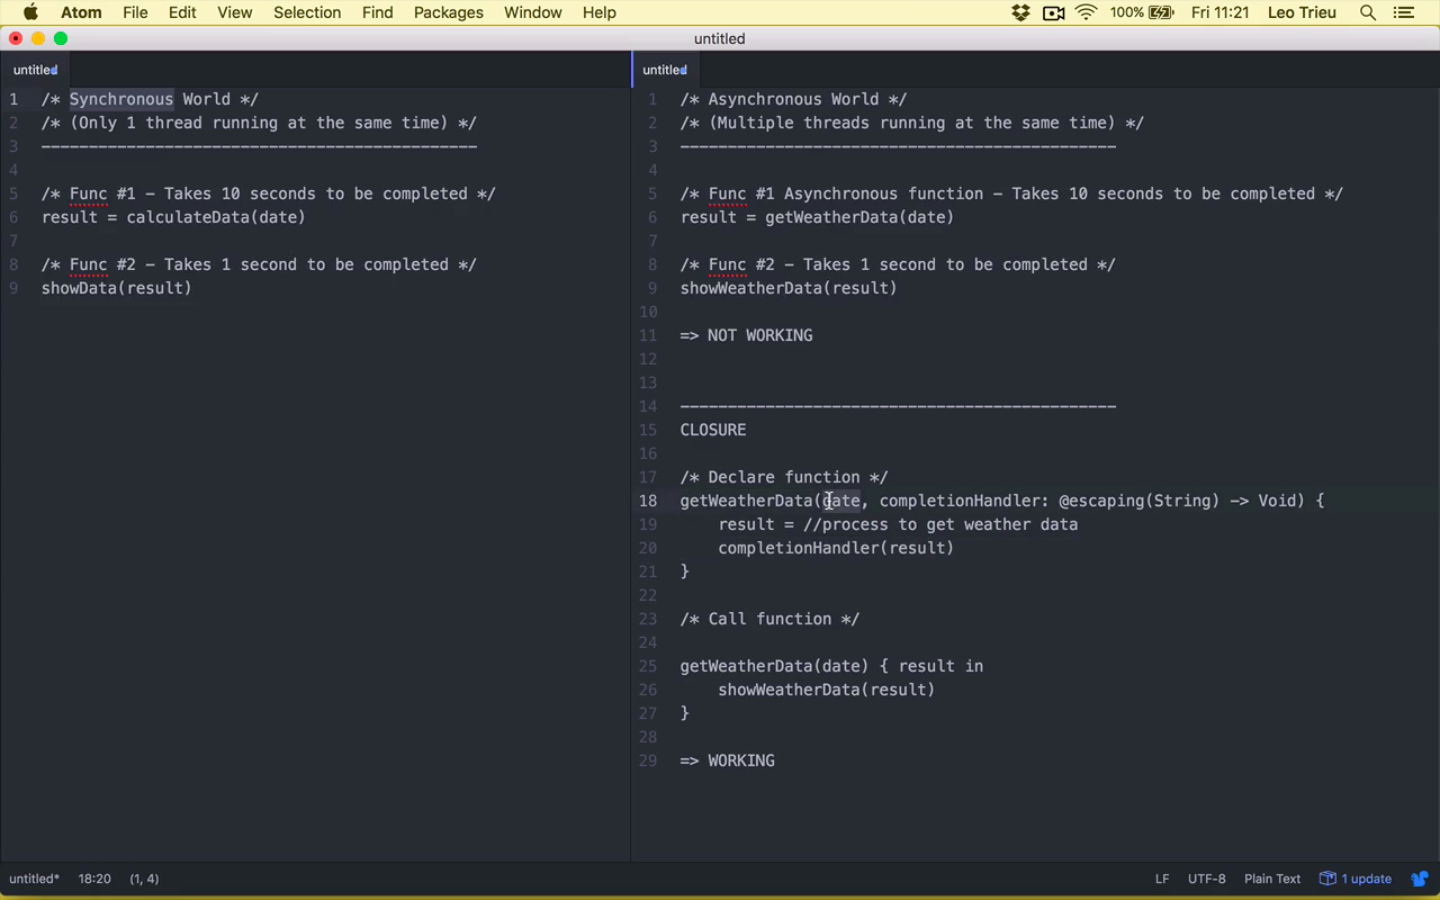 Atom File Edit View Selection Find Packages Window Help 100% Fri 11:21 Leo Trieu
untitled
untitled
1 /* Synchronous World */
2 /* (Only 1 thread running at the same time) */
3 ----------------------------------------------
4
5 /* Func #1 - Takes 10 seconds to be completed */
6 result = calculateData(date)
7
8 /* Func #2 - Takes 1 second to be completed */
9 showData(result)
untitled
1 /* Asynchronous World */
2 /* (Multiple threads running at the same time) */
3 ----------------------------------------------
4
5 /* Func #1 Asynchronous function - Takes 10 seconds to be completed */
6 result = getWeatherData(date)
7
8 /* Func #2 - Takes 1 second to be completed */
9 showWeatherData(result)
10
11 => NOT WORKING
12
13
14 ----------------------------------------------
15 CLOSURE
16
17 /* Declare function */
18 getWeatherData(date, completionHandler: @escaping(String) -> Void) {
19 result = //process to get weather data
20 completionHandler(result)
21 }
22
23 /* Call function */
24
25 getWeatherData(date) { result in
26 showWeatherData(result)
27 }
28
29 => WORKING
untitled* 18:20 (1, 4) LF UTF-8 Plain Text 1 update